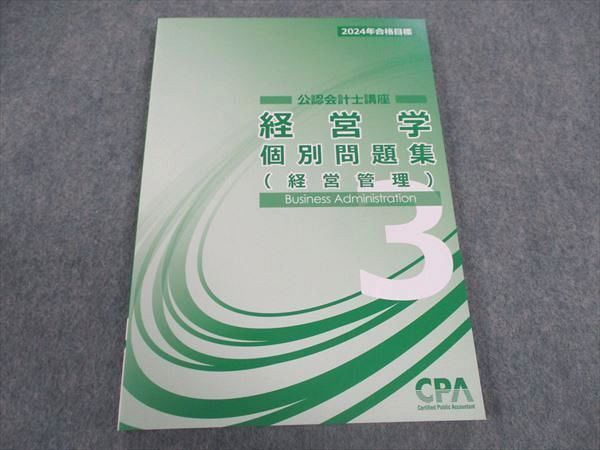 2024年合格目標
公認会計士講座
経営学
個別問題集
(経営管理)
Business Administration
3
CPA
Certified Public Accountant